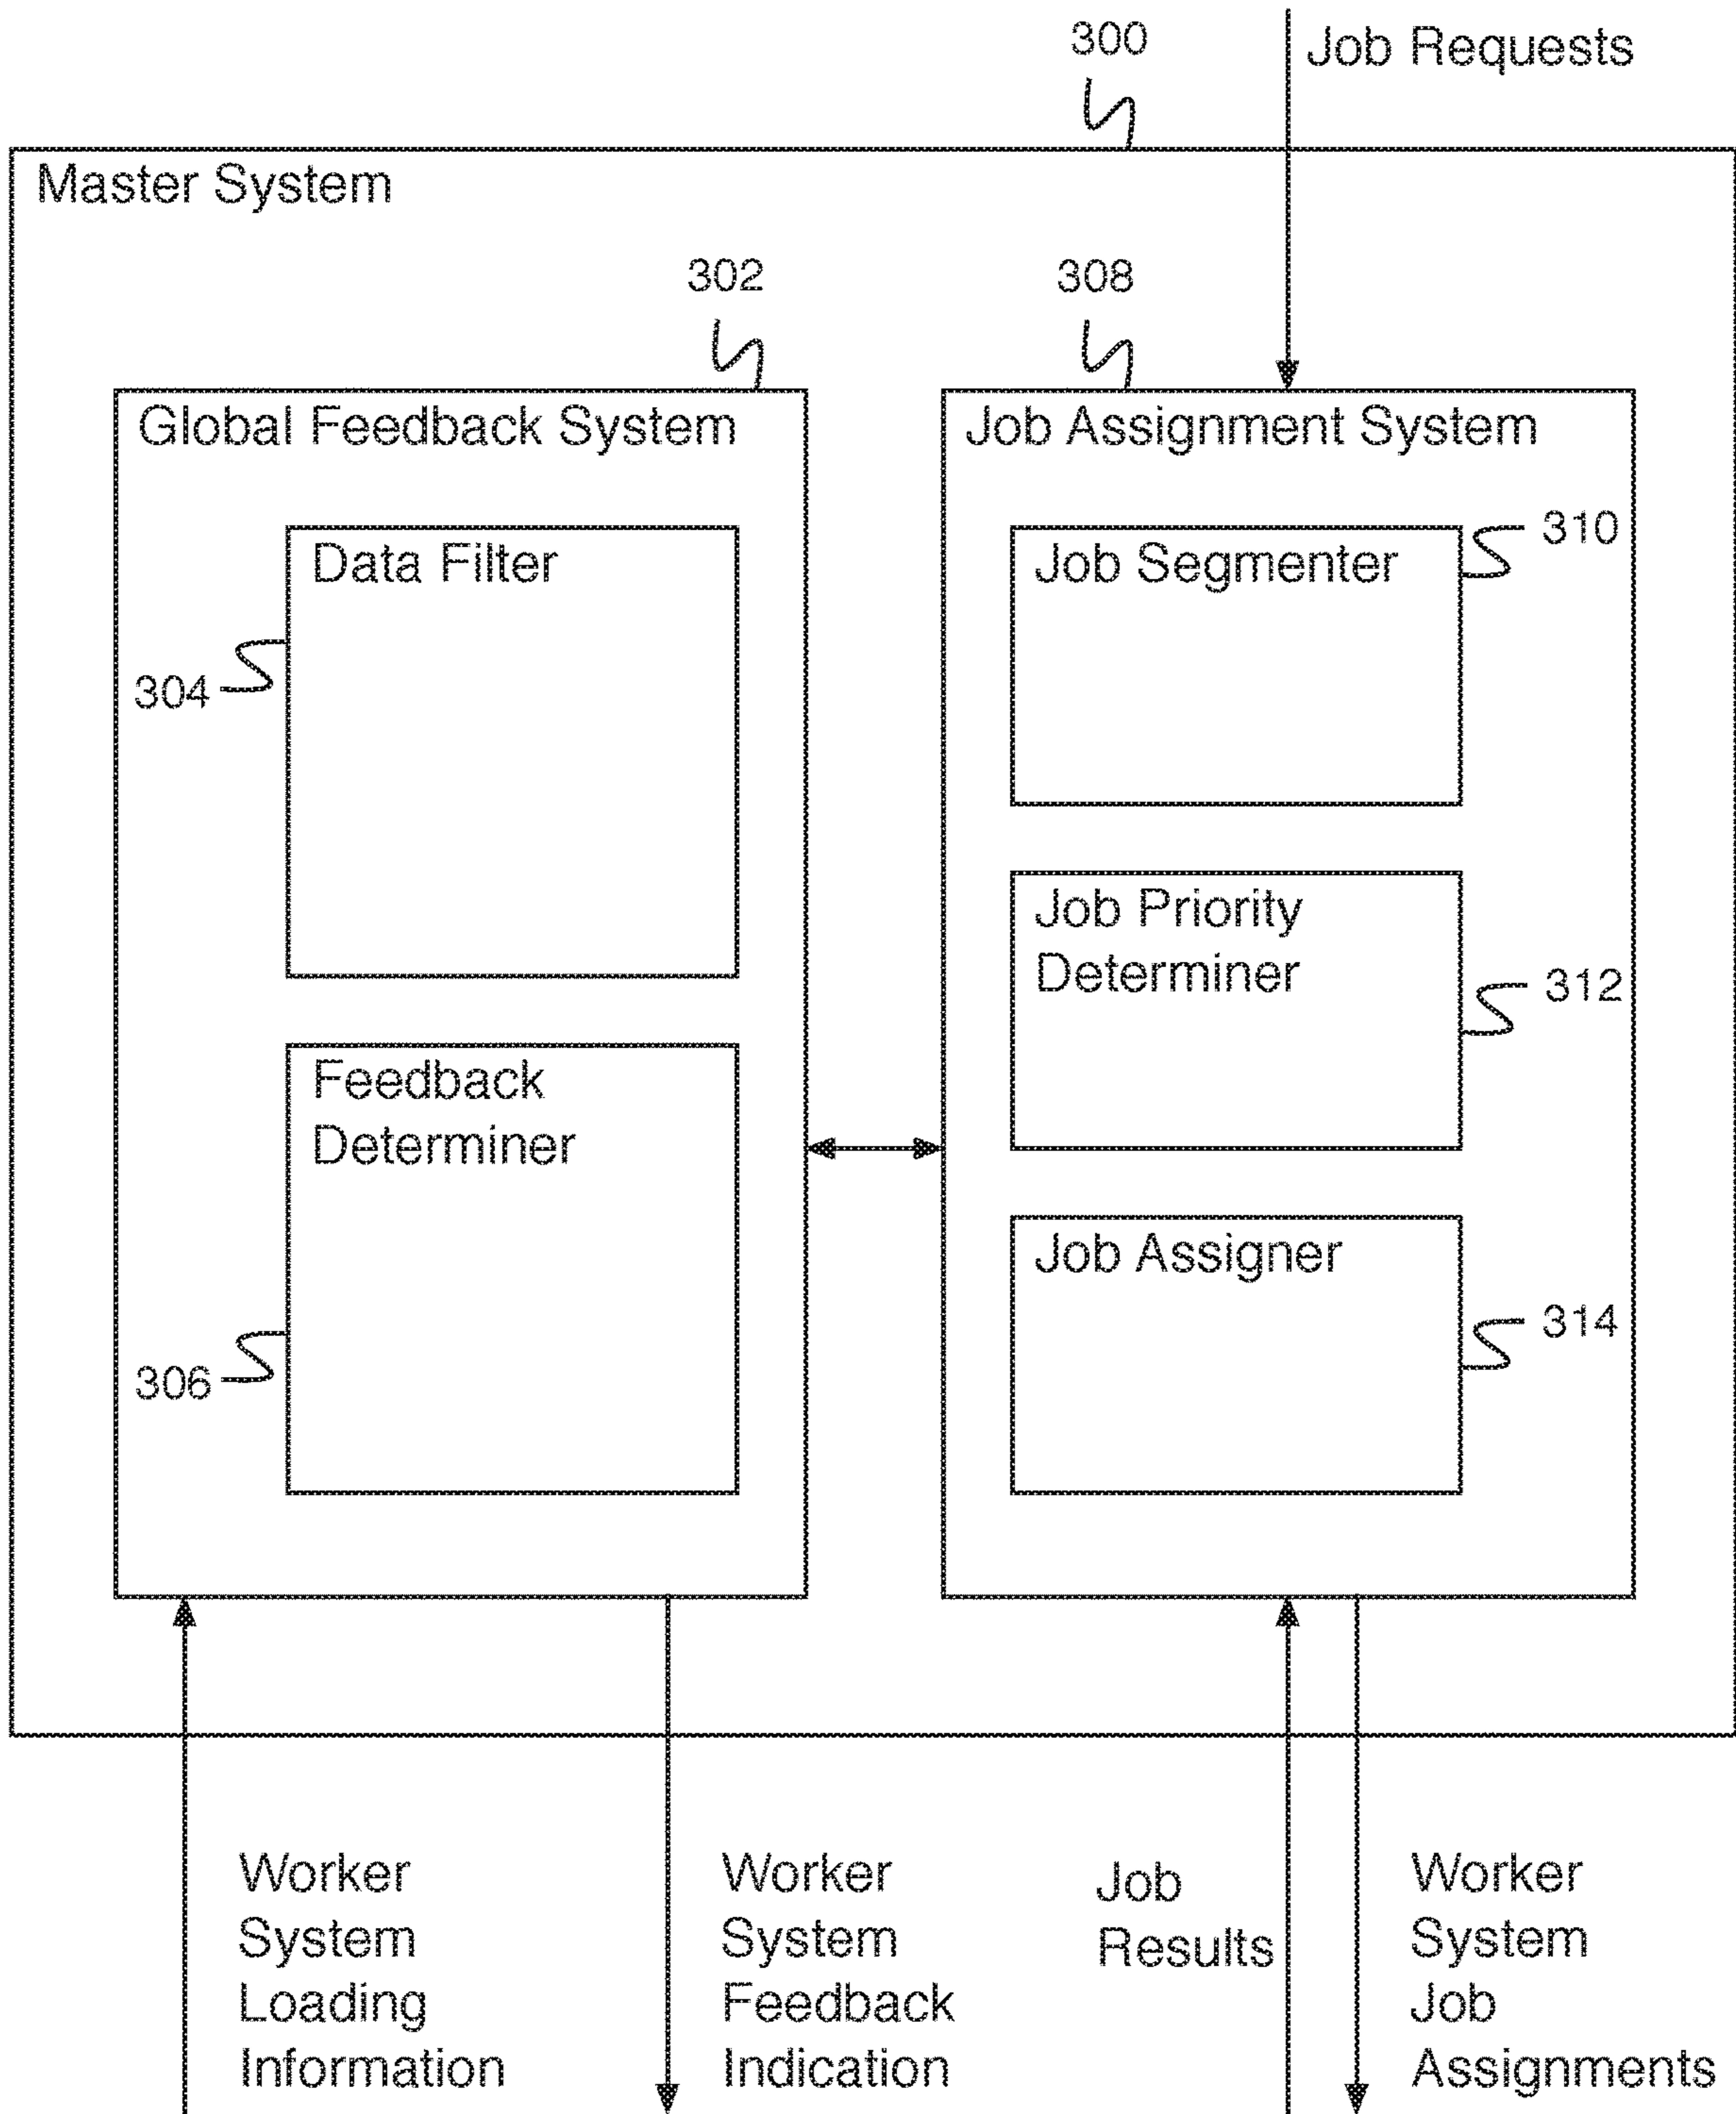 300
Job Requests
Master System
302
308
Global Feedback System
Job Assignment System
Data Filter
304
Feedback
Determiner
306
Job Segmenter
310
Job Priority
Determiner
312
Job Assigner
314
Worker
System
Loading
Information
Worker
System
Feedback
Indication
Job
Results
Worker
System
Job
Assignments